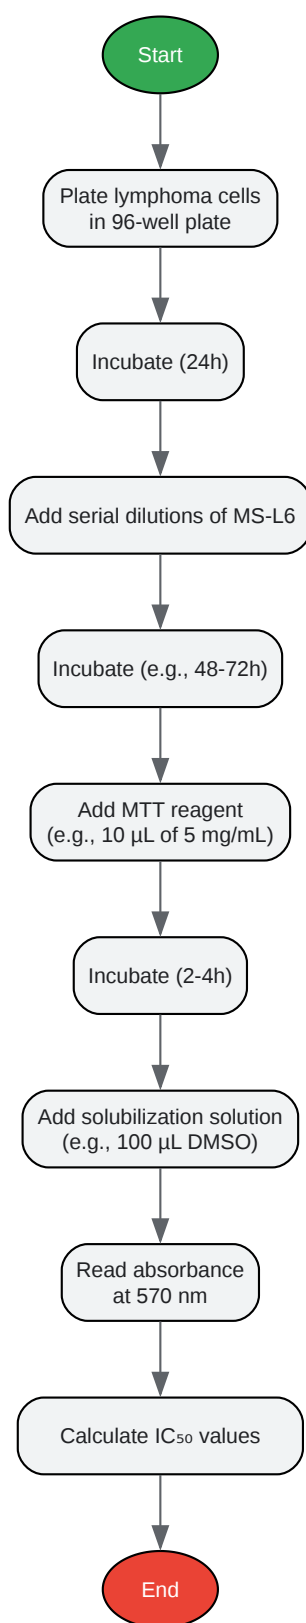 Start
Plate lymphoma cells
in 96-well plate
Incubate (24h)
Add serial dilutions of MS-L6
Incubate (e.g., 48-72h)
Add MTT reagent
(e.g., 10 µL of 5 mg/mL)
Incubate (2-4h)
Add solubilization solution
(e.g., 100 µL DMSO)
Read absorbance
at 570 nm
Calculate IC₅₀ values
End